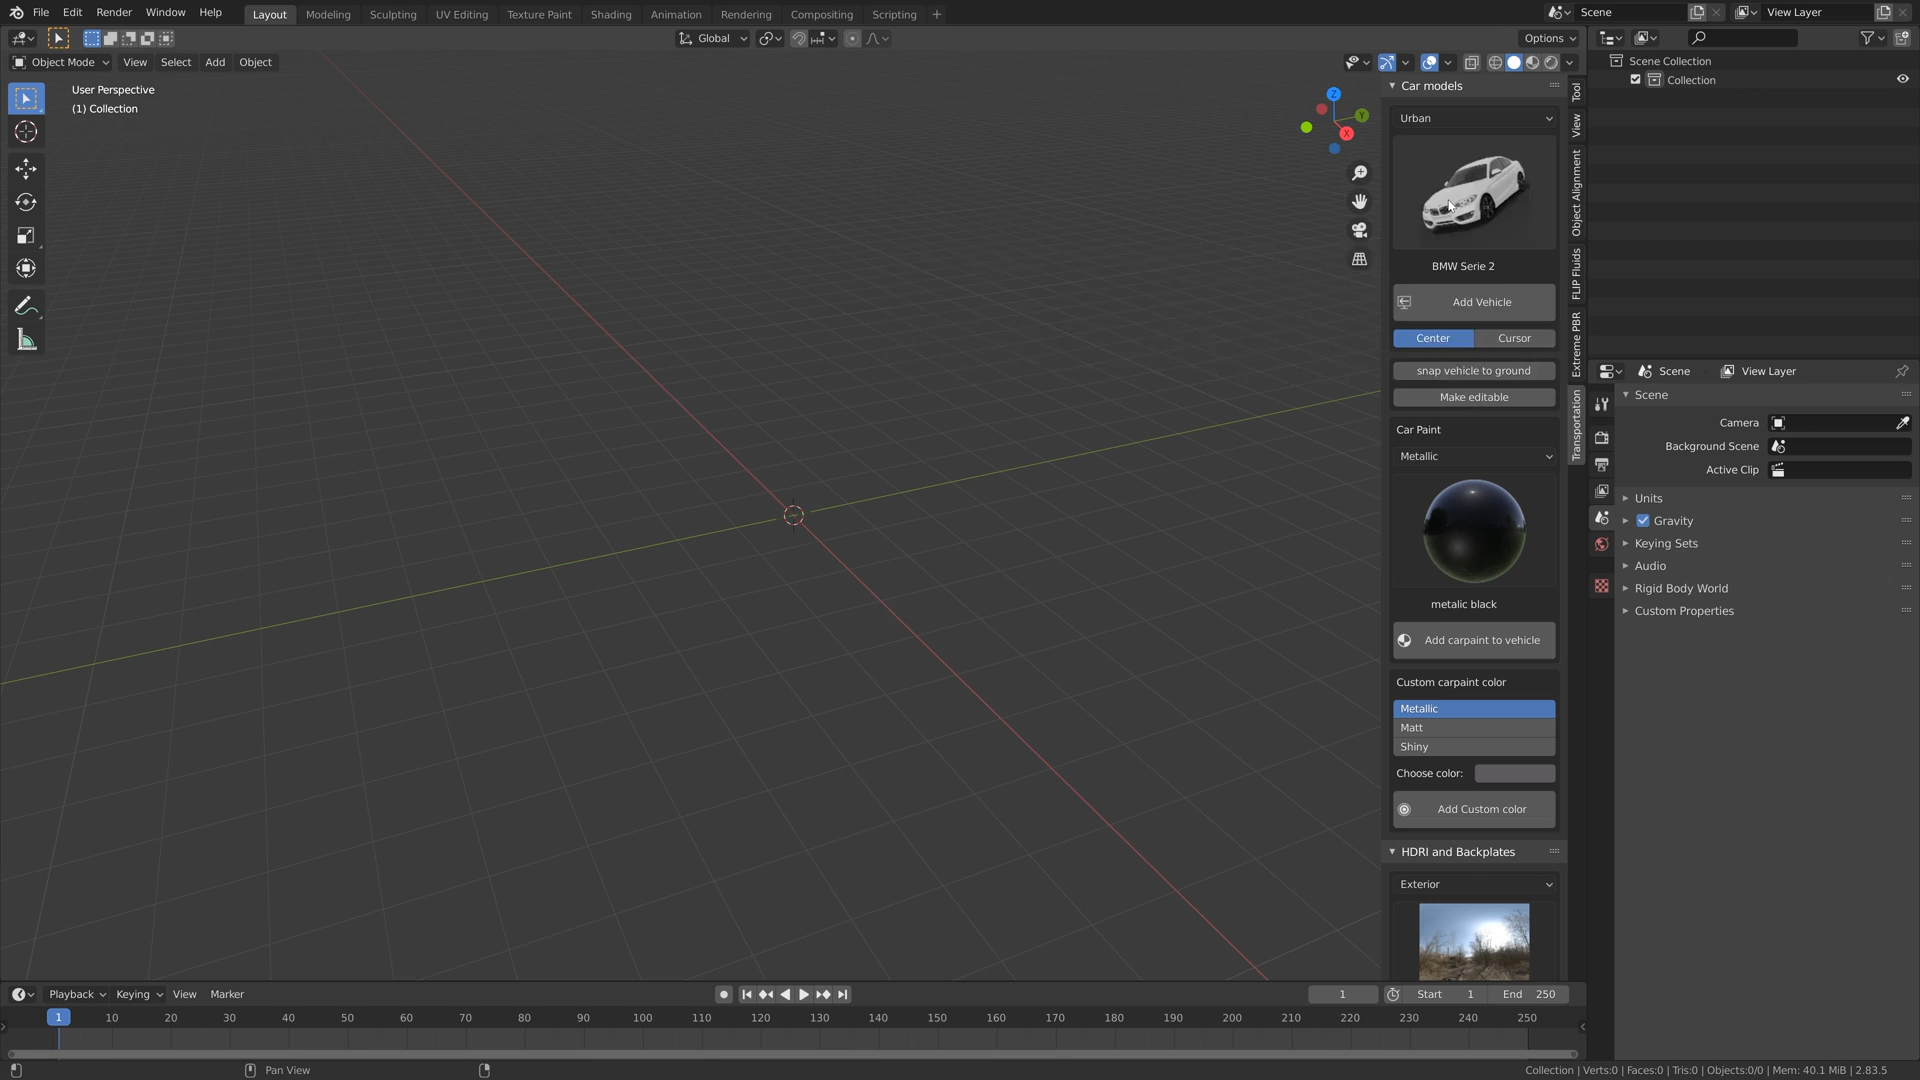 File Edit Render Window Help Layout Modeling Sculpting UV Editing Texture Paint Shading Animation Rendering Compositing Scripting + Scene View Layer
Global Options
Object Mode View Select Add Object
User Perspective
(1) Collection
Z
Y
X
Car models
Urban
BMW Serie 2
Add Vehicle
Center Cursor
snap vehicle to ground
Make editable
Car Paint
Metallic
metalic black
Add carpaint to vehicle
Custom carpaint color
Metallic
Matt
Shiny
Choose color:
Add Custom color
HDRI and Backplates
Exterior
Tool
View
Object Alignment
FLIP Fluids
Extreme PBR
Transportation
Scene Collection
Collection
Scene View Layer
Scene
Camera
Background Scene
Active Clip
Units
Gravity
Keying Sets
Audio
Rigid Body World
Custom Properties
Playback Keying View Marker 1 Start 1 End 250
1 10 20 30 40 50 60 70 80 90 100 110 120 130 140 150 160 170 180 190 200 210 220 230 240 250
Pan View Collection | Verts:0 | Faces:0 | Tris:0 | Objects:0/0 | Mem: 40.1 MiB | 2.83.5